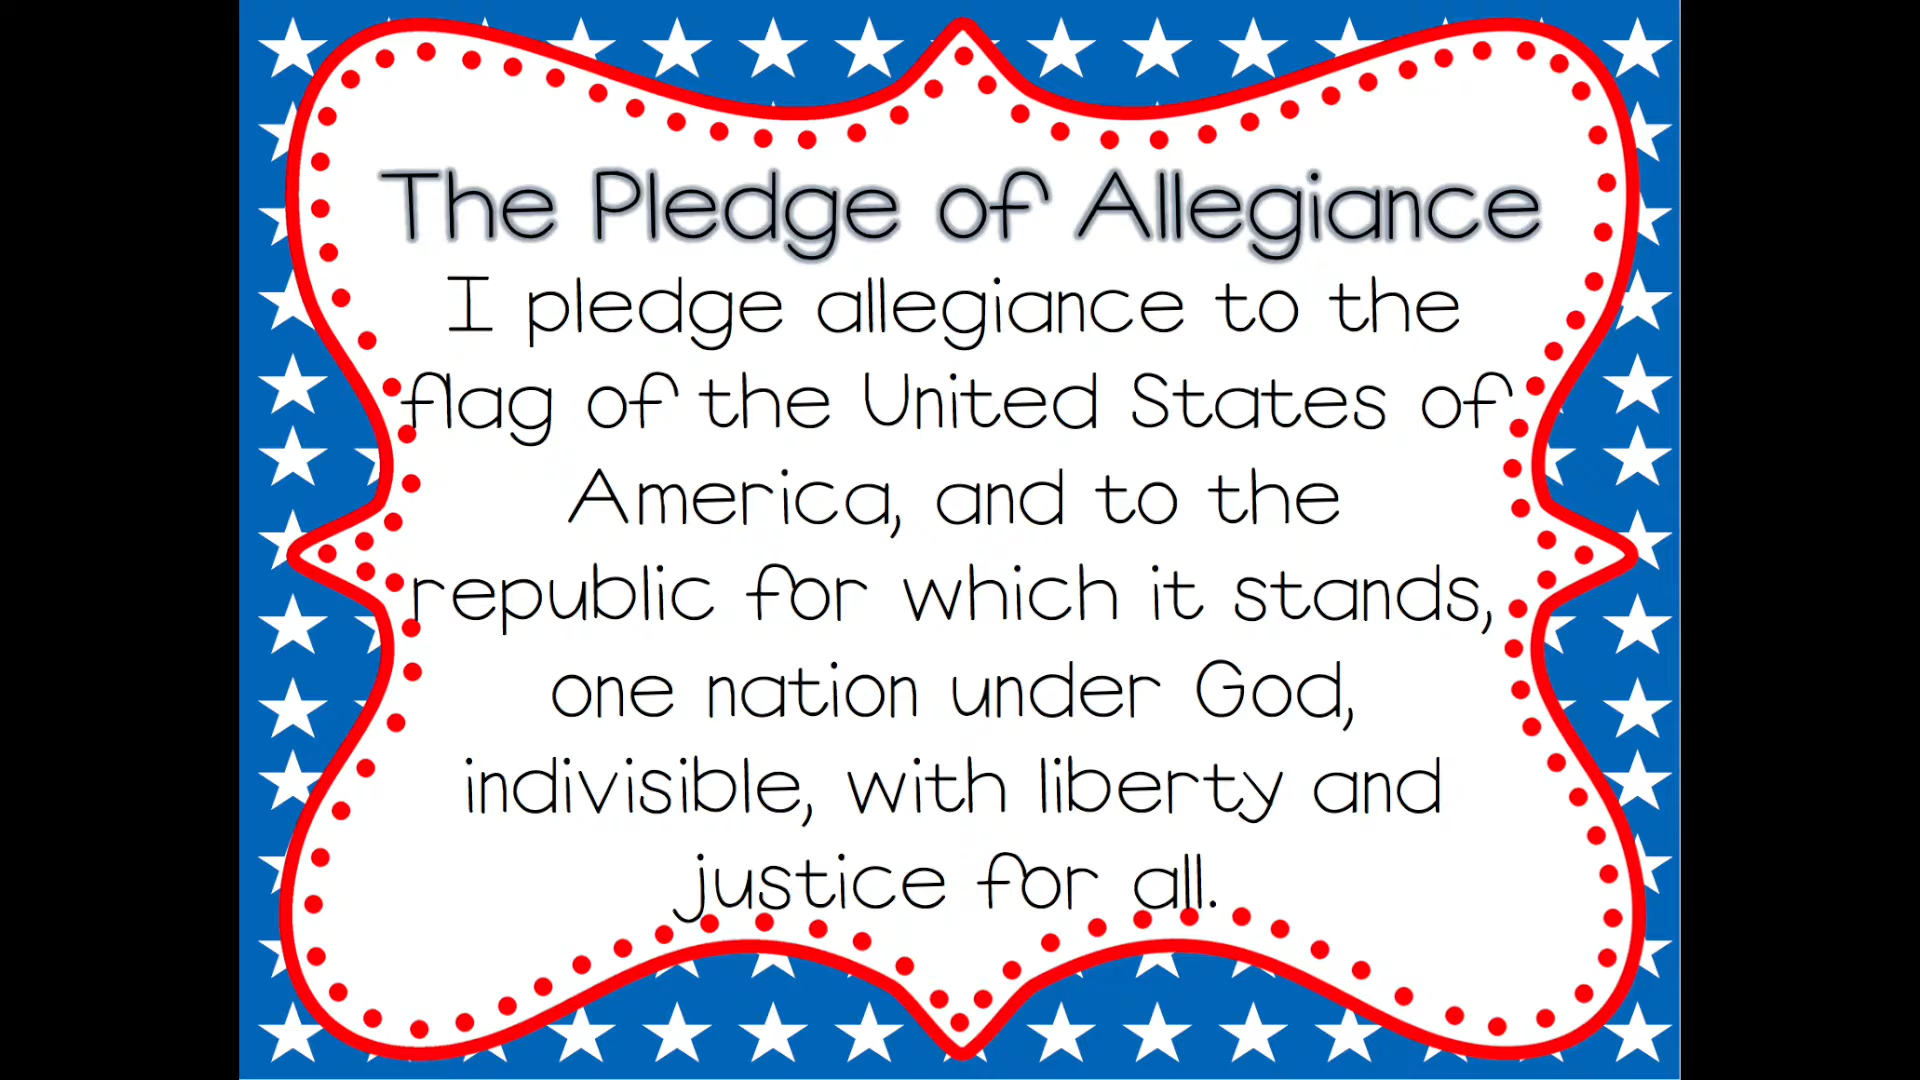 The Pledge of Allegiance
I pledge allegiance to the
flag of the United States of
America, and to the
republic for which it stands,
one nation under God,
indivisible, with liberty and
justice for all.